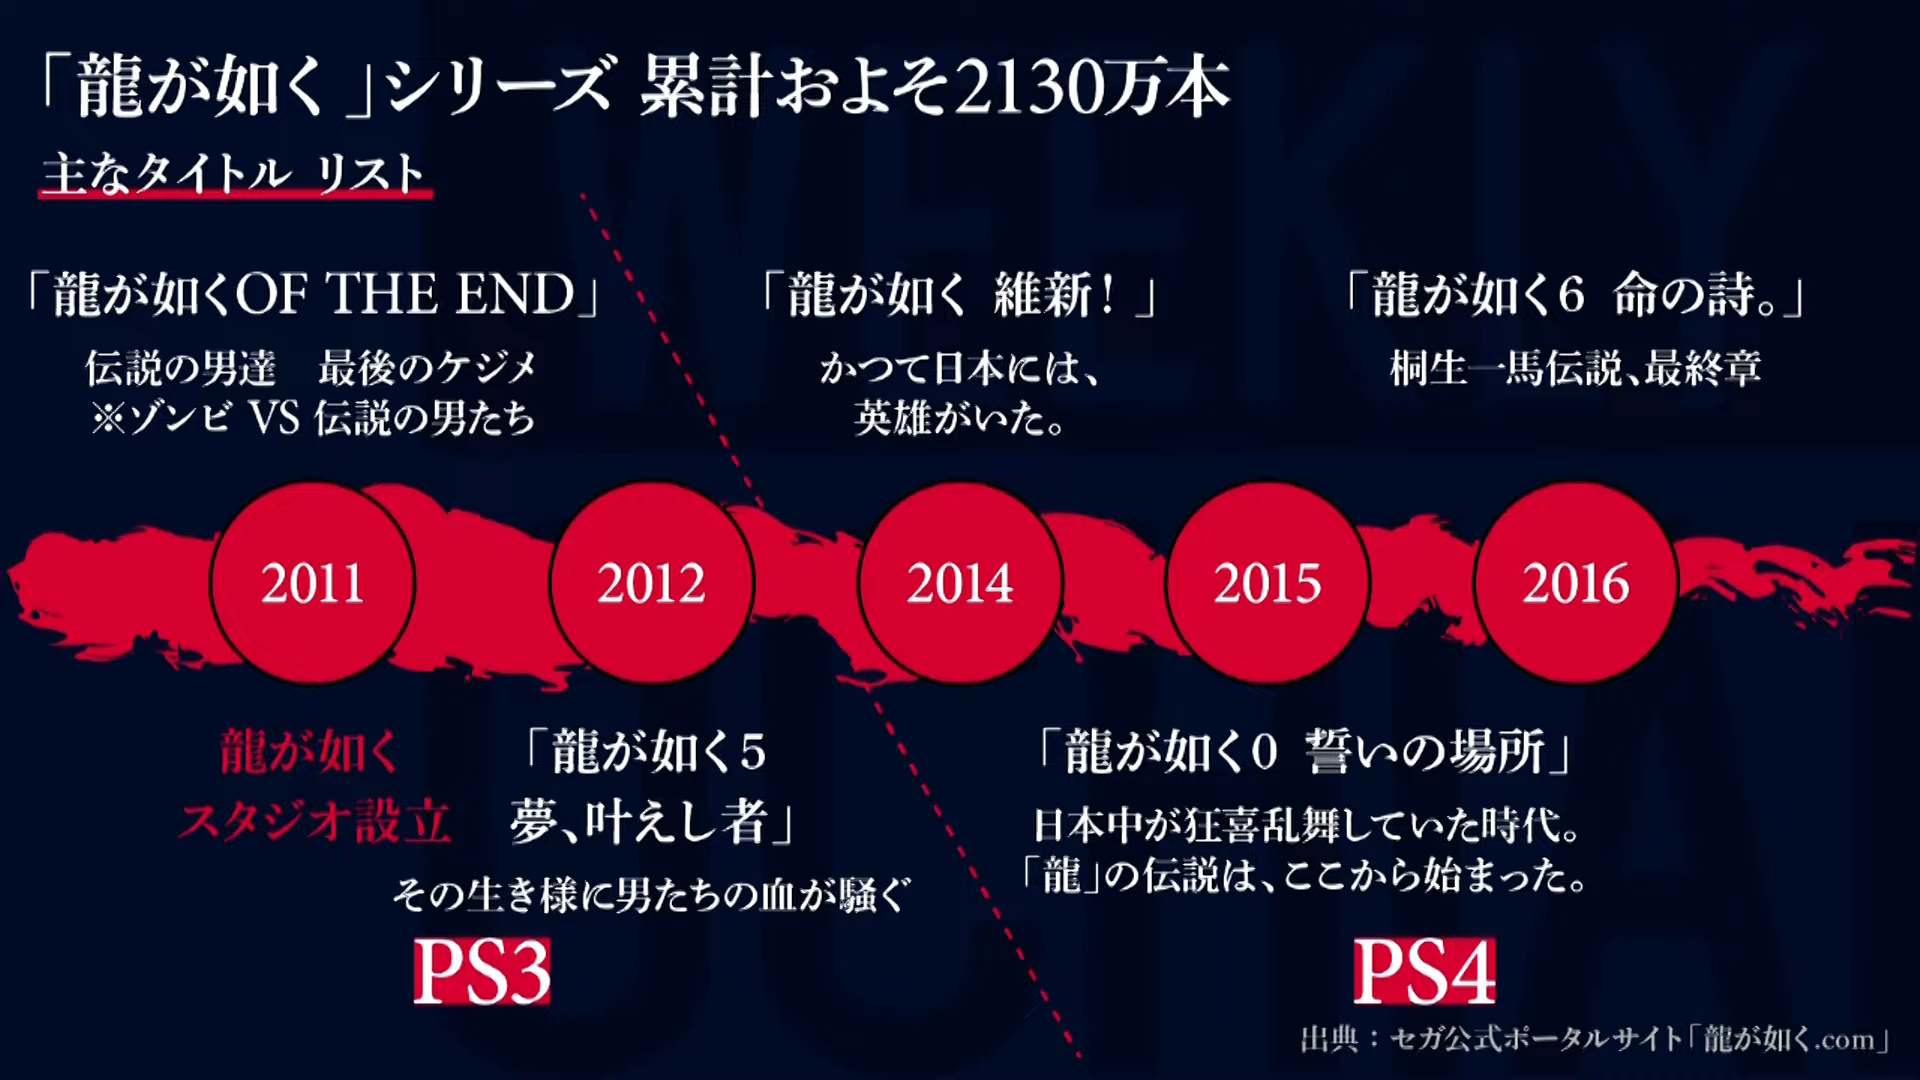 「龍が如く」シリーズ 累計およそ2130万本
主なタイトル リスト
「龍が如くOF THE END」
伝説の男達　最後のケジメ
※ゾンビ VS 伝説の男たち
「龍が如く 維新！」
かつて日本には、
英雄がいた。
「龍が如く6 命の詩。」
桐生一馬伝説、最終章
2011
2012
2014
2015
2016
龍が如く
スタジオ設立
「龍が如く5
夢、叶えし者」
その生き様に男たちの血が騒ぐ
「龍が如く0 誓いの場所」
日本中が狂喜乱舞していた時代。
「龍」の伝説は、ここから始まった。
PS3
PS4
出典：セガ公式ポータルサイト「龍が如く.com」
WEEKLY